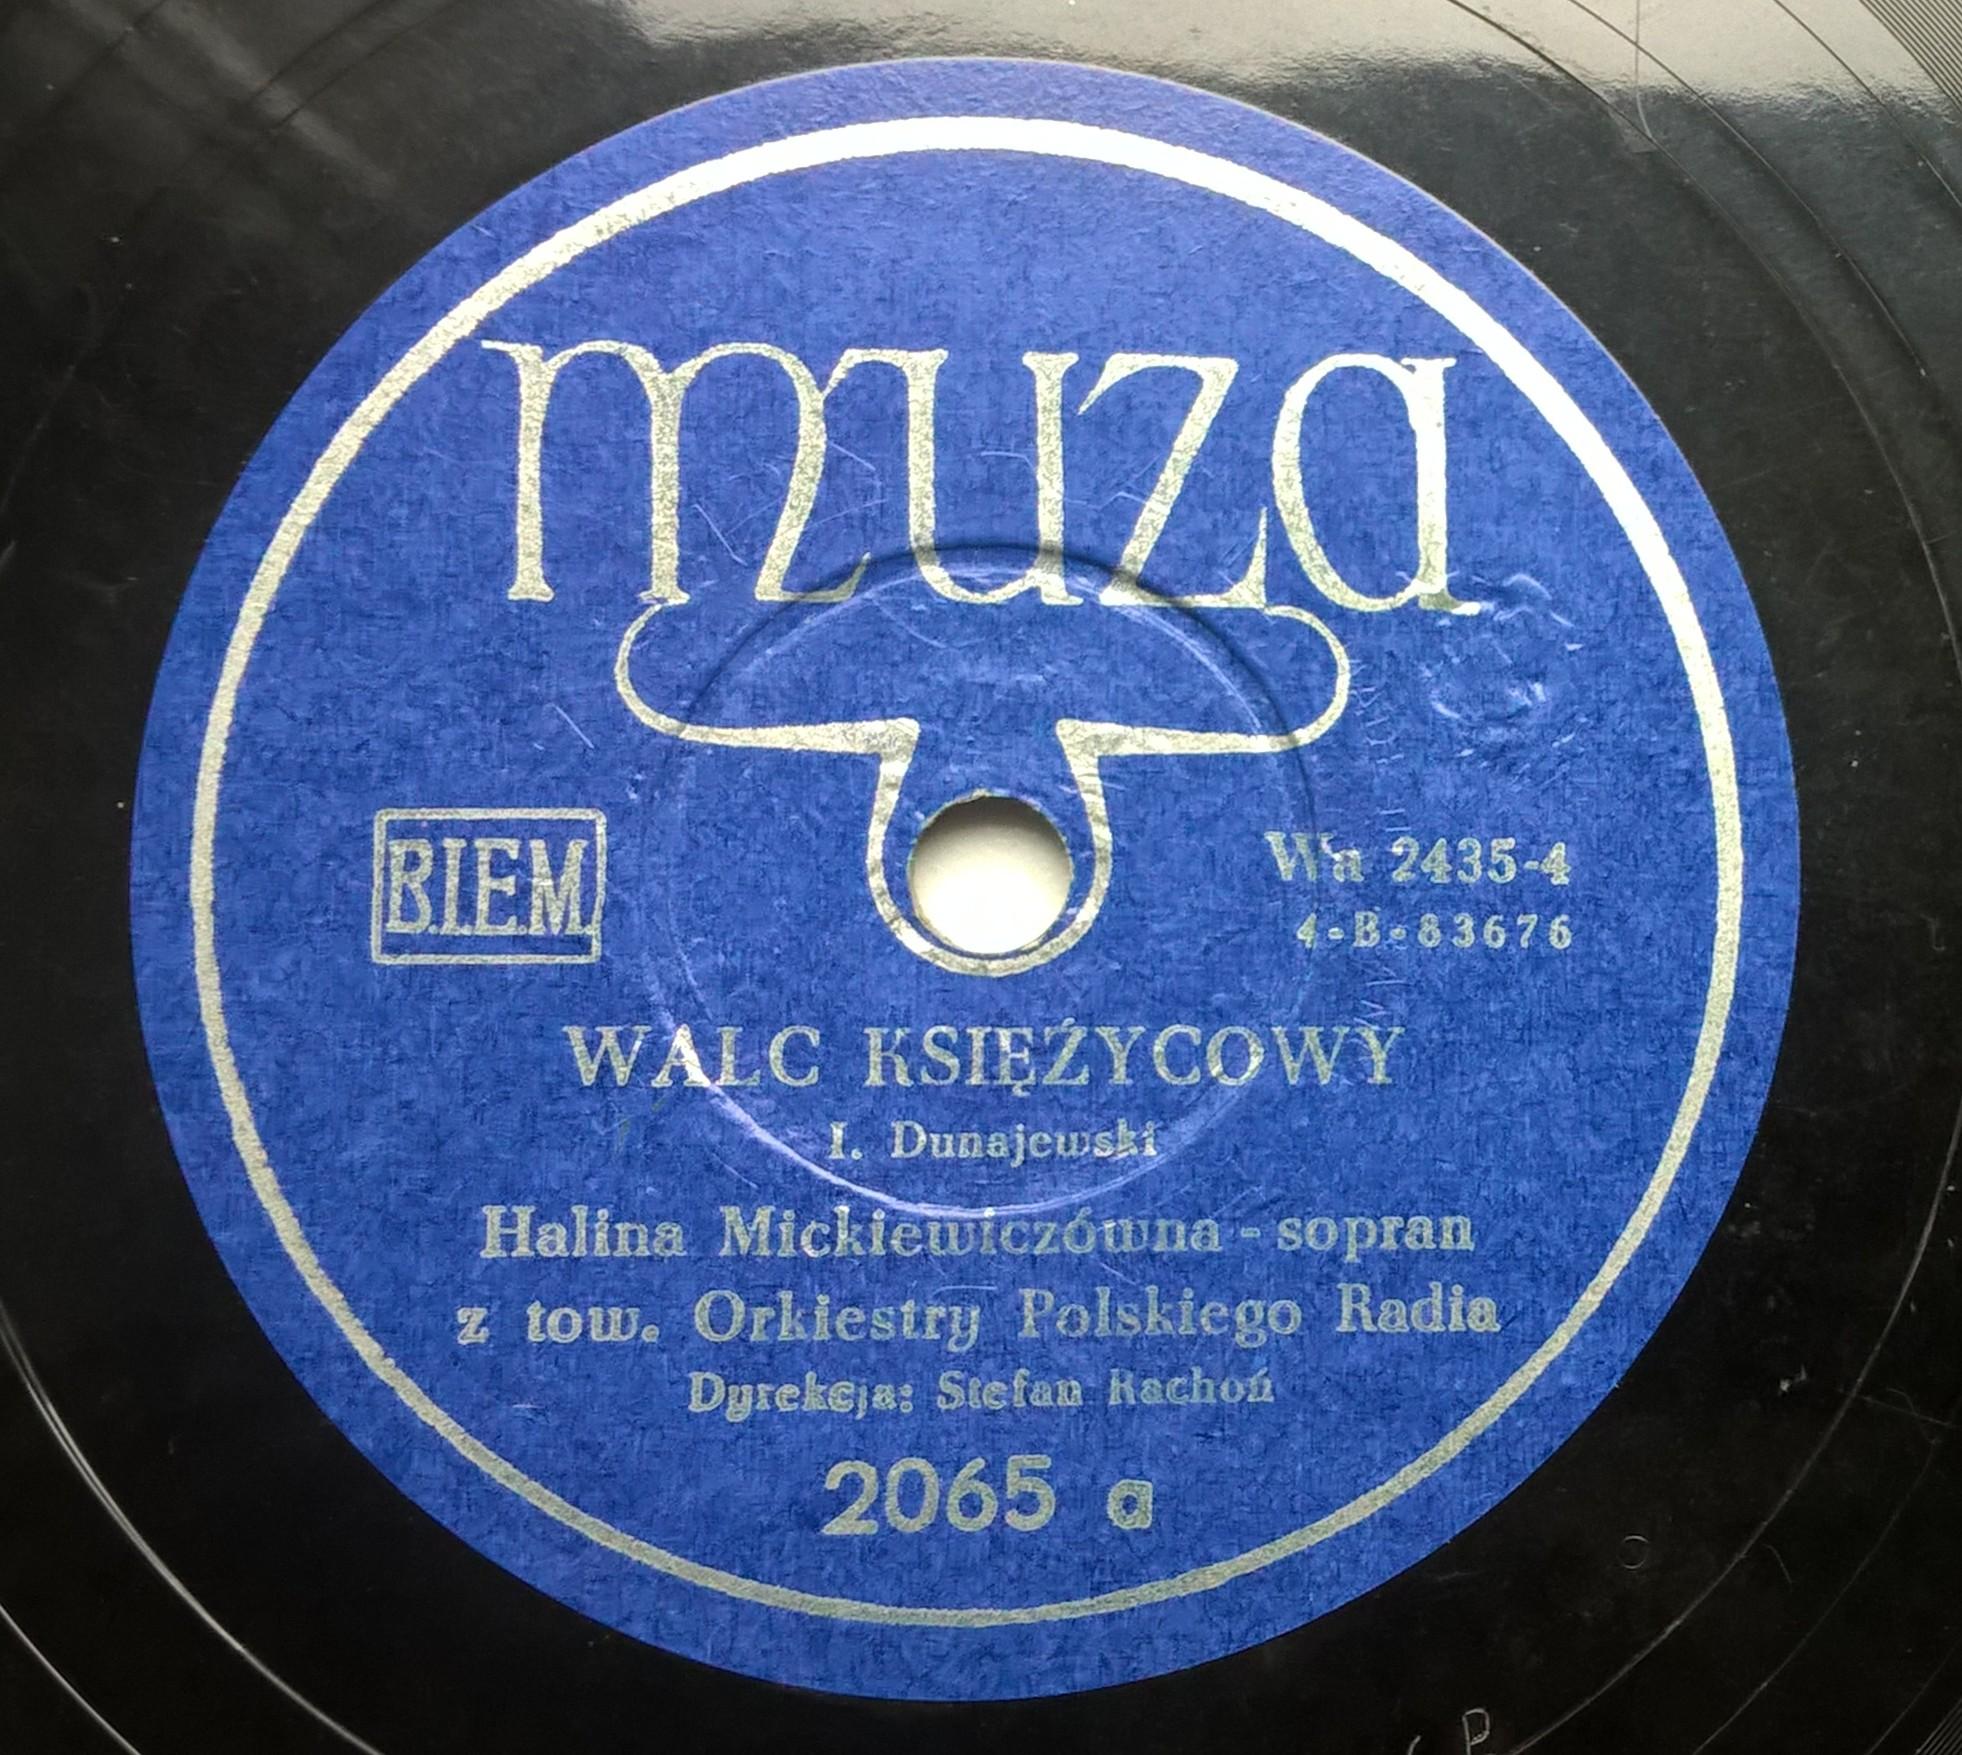 muza
B.I.E.M.
Wa 2435-4
4-B-83676
WALC KSIĘŻYCOWY
I. Dunajewski
Halina Mickiewiczówna - sopran
z tow. Orkiestry Polskiego Radia
Dyrekcja: Stefan Rachoń
2065 a
P